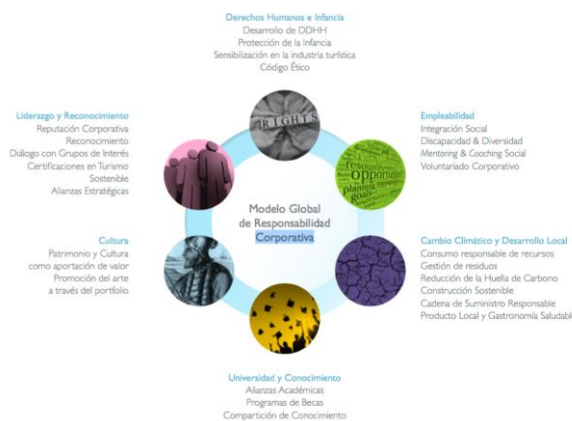 Derechos Humanos e Infancia
Desarrollo de DDHH
Protección de la Infancia
Sensibilización en la industria turística
Código Ético
RIGHTS
Liderazgo y Reconocimiento
Reputación Corporativa
Reconocimiento
Diálogo con Grupos de Interés
Certificaciones en Turismo
Sostenible
Alianzas Estratégicas
Empleabilidad
Integración Social
Discapacidad & Diversidad
Mentoring & Coaching Social
Voluntariado Corporativo
resources
opportu
planning
goals
Modelo Global
de Responsabilidad
Corporativa
Cultura
Patrimonio y Cultura
como aportación de valor
Promoción del arte
a través del portfolio
Cambio Climático y Desarrollo Local
Consumo responsable de recursos
Gestión de residuos
Reducción de la Huella de Carbono
Construcción Sostenible
Cadena de Suministro Responsable
Producto Local y Gastronomía Saludabl
Universidad y Conocimiento
Alianzas Académicas
Programas de Becas
Compartición de Conocimiento